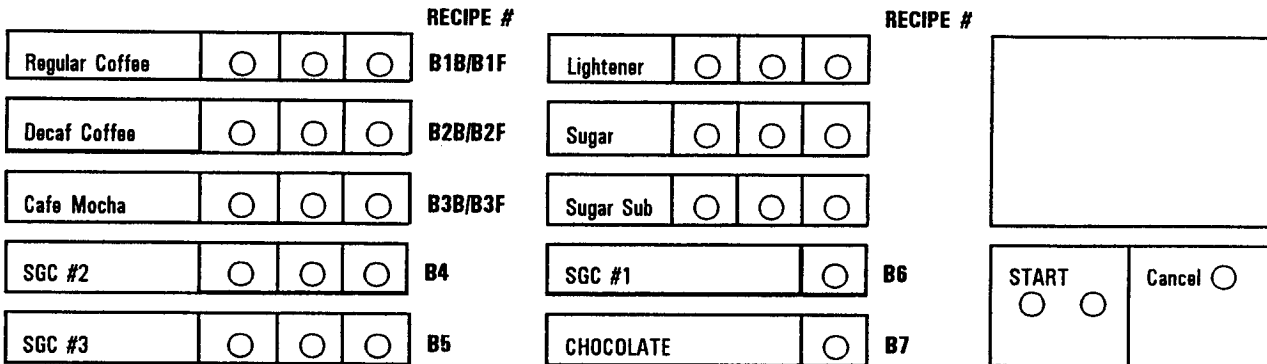 RECIPE #
Regular Coffee B1B/B1F
Decaf Coffee B2B/B2F
Cafe Mocha B3B/B3F
SGC #2 B4
SGC #3 B5
RECIPE #
Lightener
Sugar
Sugar Sub
SGC #1 B6
CHOCOLATE B7
START
Cancel